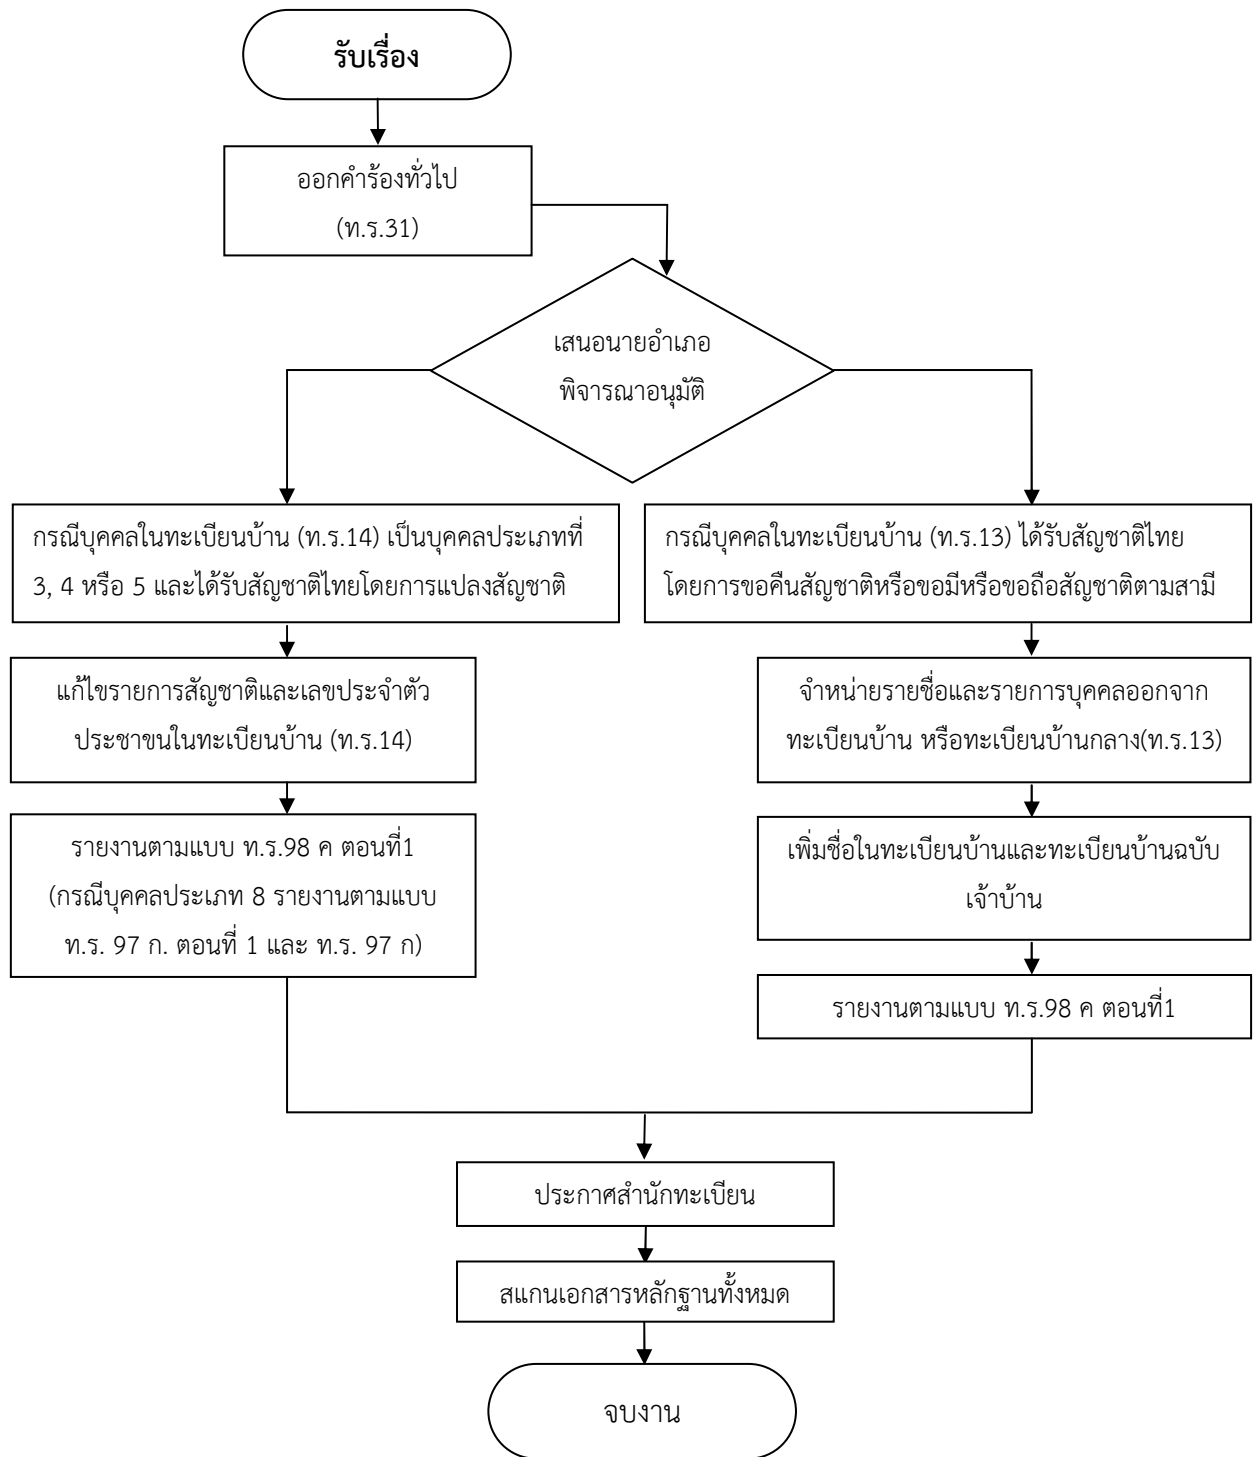 รับเรื่อง
ออกคำร้องทั่วไป
(ท.ร.31)
เสนอนายอำเภอ
พิจารณาอนุมัติ
กรณีบุคคลในทะเบียนบ้าน (ท.ร.14) เป็นบุคคลประเภทที่
3, 4 หรือ 5 และได้รับสัญชาติไทยโดยการแปลงสัญชาติ
แก้ไขรายการสัญชาติและเลขประจำตัว
ประชาขนในทะเบียนบ้าน (ท.ร.14)
รายงานตามแบบ ท.ร.98 ค ตอนที่1
(กรณีบุคคลประเภท 8 รายงานตามแบบ
ท.ร. 97 ก. ตอนที่ 1 และ ท.ร. 97 ก)
กรณีบุคคลในทะเบียนบ้าน (ท.ร.13) ได้รับสัญชาติไทย
โดยการขอคืนสัญชาติหรือขอมีหรือขอถือสัญชาติตามสามี
จำหน่ายรายชื่อและรายการบุคคลออกจาก
ทะเบียนบ้าน หรือทะเบียนบ้านกลาง(ท.ร.13)
เพิ่มชื่อในทะเบียนบ้านและทะเบียนบ้านฉบับ
เจ้าบ้าน
รายงานตามแบบ ท.ร.98 ค ตอนที่1
ประกาศสำนักทะเบียน
สแกนเอกสารหลักฐานทั้งหมด
จบงาน